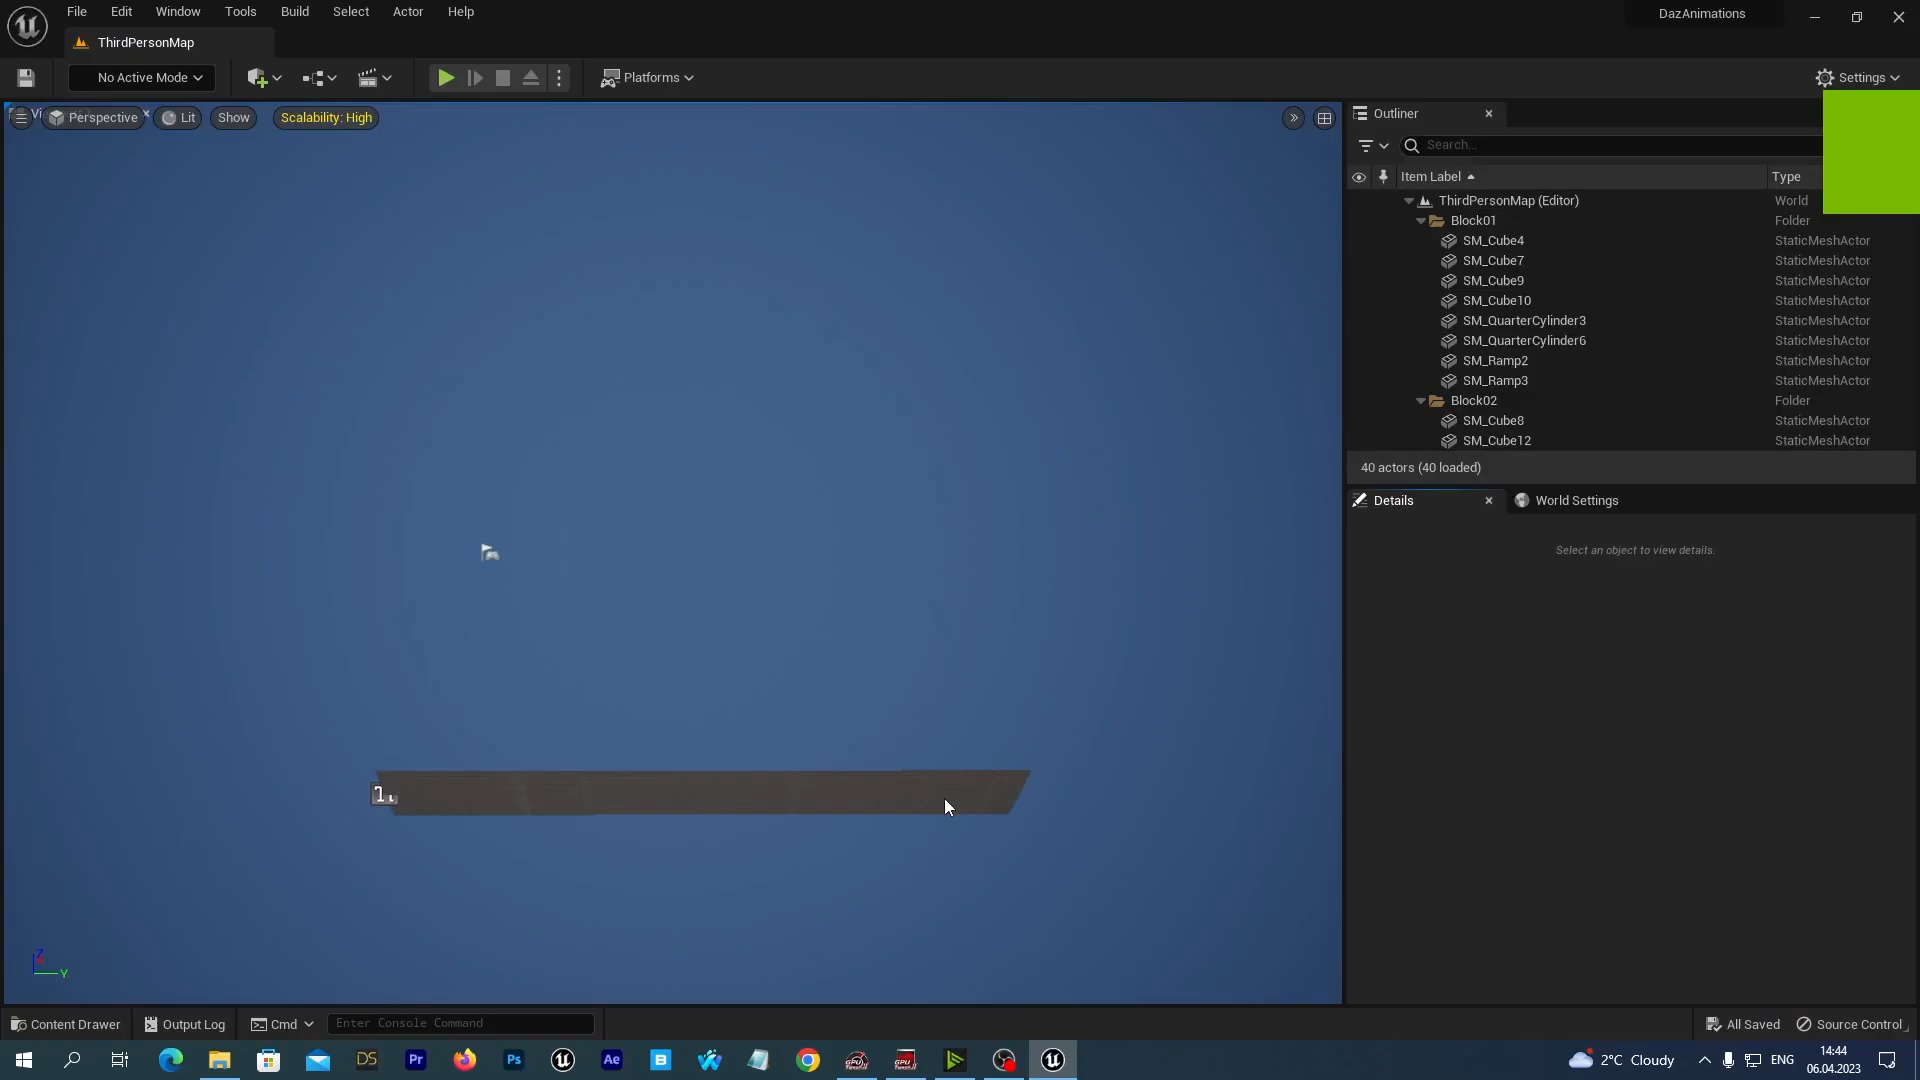 File Edit Window Tools Build Select Actor Help
DazAnimations
ThirdPersonMap
No Active Mode
Platforms
Settings
Perspective
Lit
Show
Scalability: High
Outliner
Search...
Item Label
Type
ThirdPersonMap (Editor) World
Block01 Folder
SM_Cube4 StaticMeshActor
SM_Cube7 StaticMeshActor
SM_Cube9 StaticMeshActor
SM_Cube10 StaticMeshActor
SM_QuarterCylinder3 StaticMeshActor
SM_QuarterCylinder6 StaticMeshActor
SM_Ramp2 StaticMeshActor
SM_Ramp3 StaticMeshActor
Block02 Folder
SM_Cube8 StaticMeshActor
SM_Cube12 StaticMeshActor
40 actors (40 loaded)
Details
World Settings
Select an object to view details.
Z
Y
Content Drawer
Output Log
Cmd
Enter Console Command
All Saved
Source Control
DS
Pr
Ps
Ae
2°C Cloudy
ENG
14:44
06.04.2023